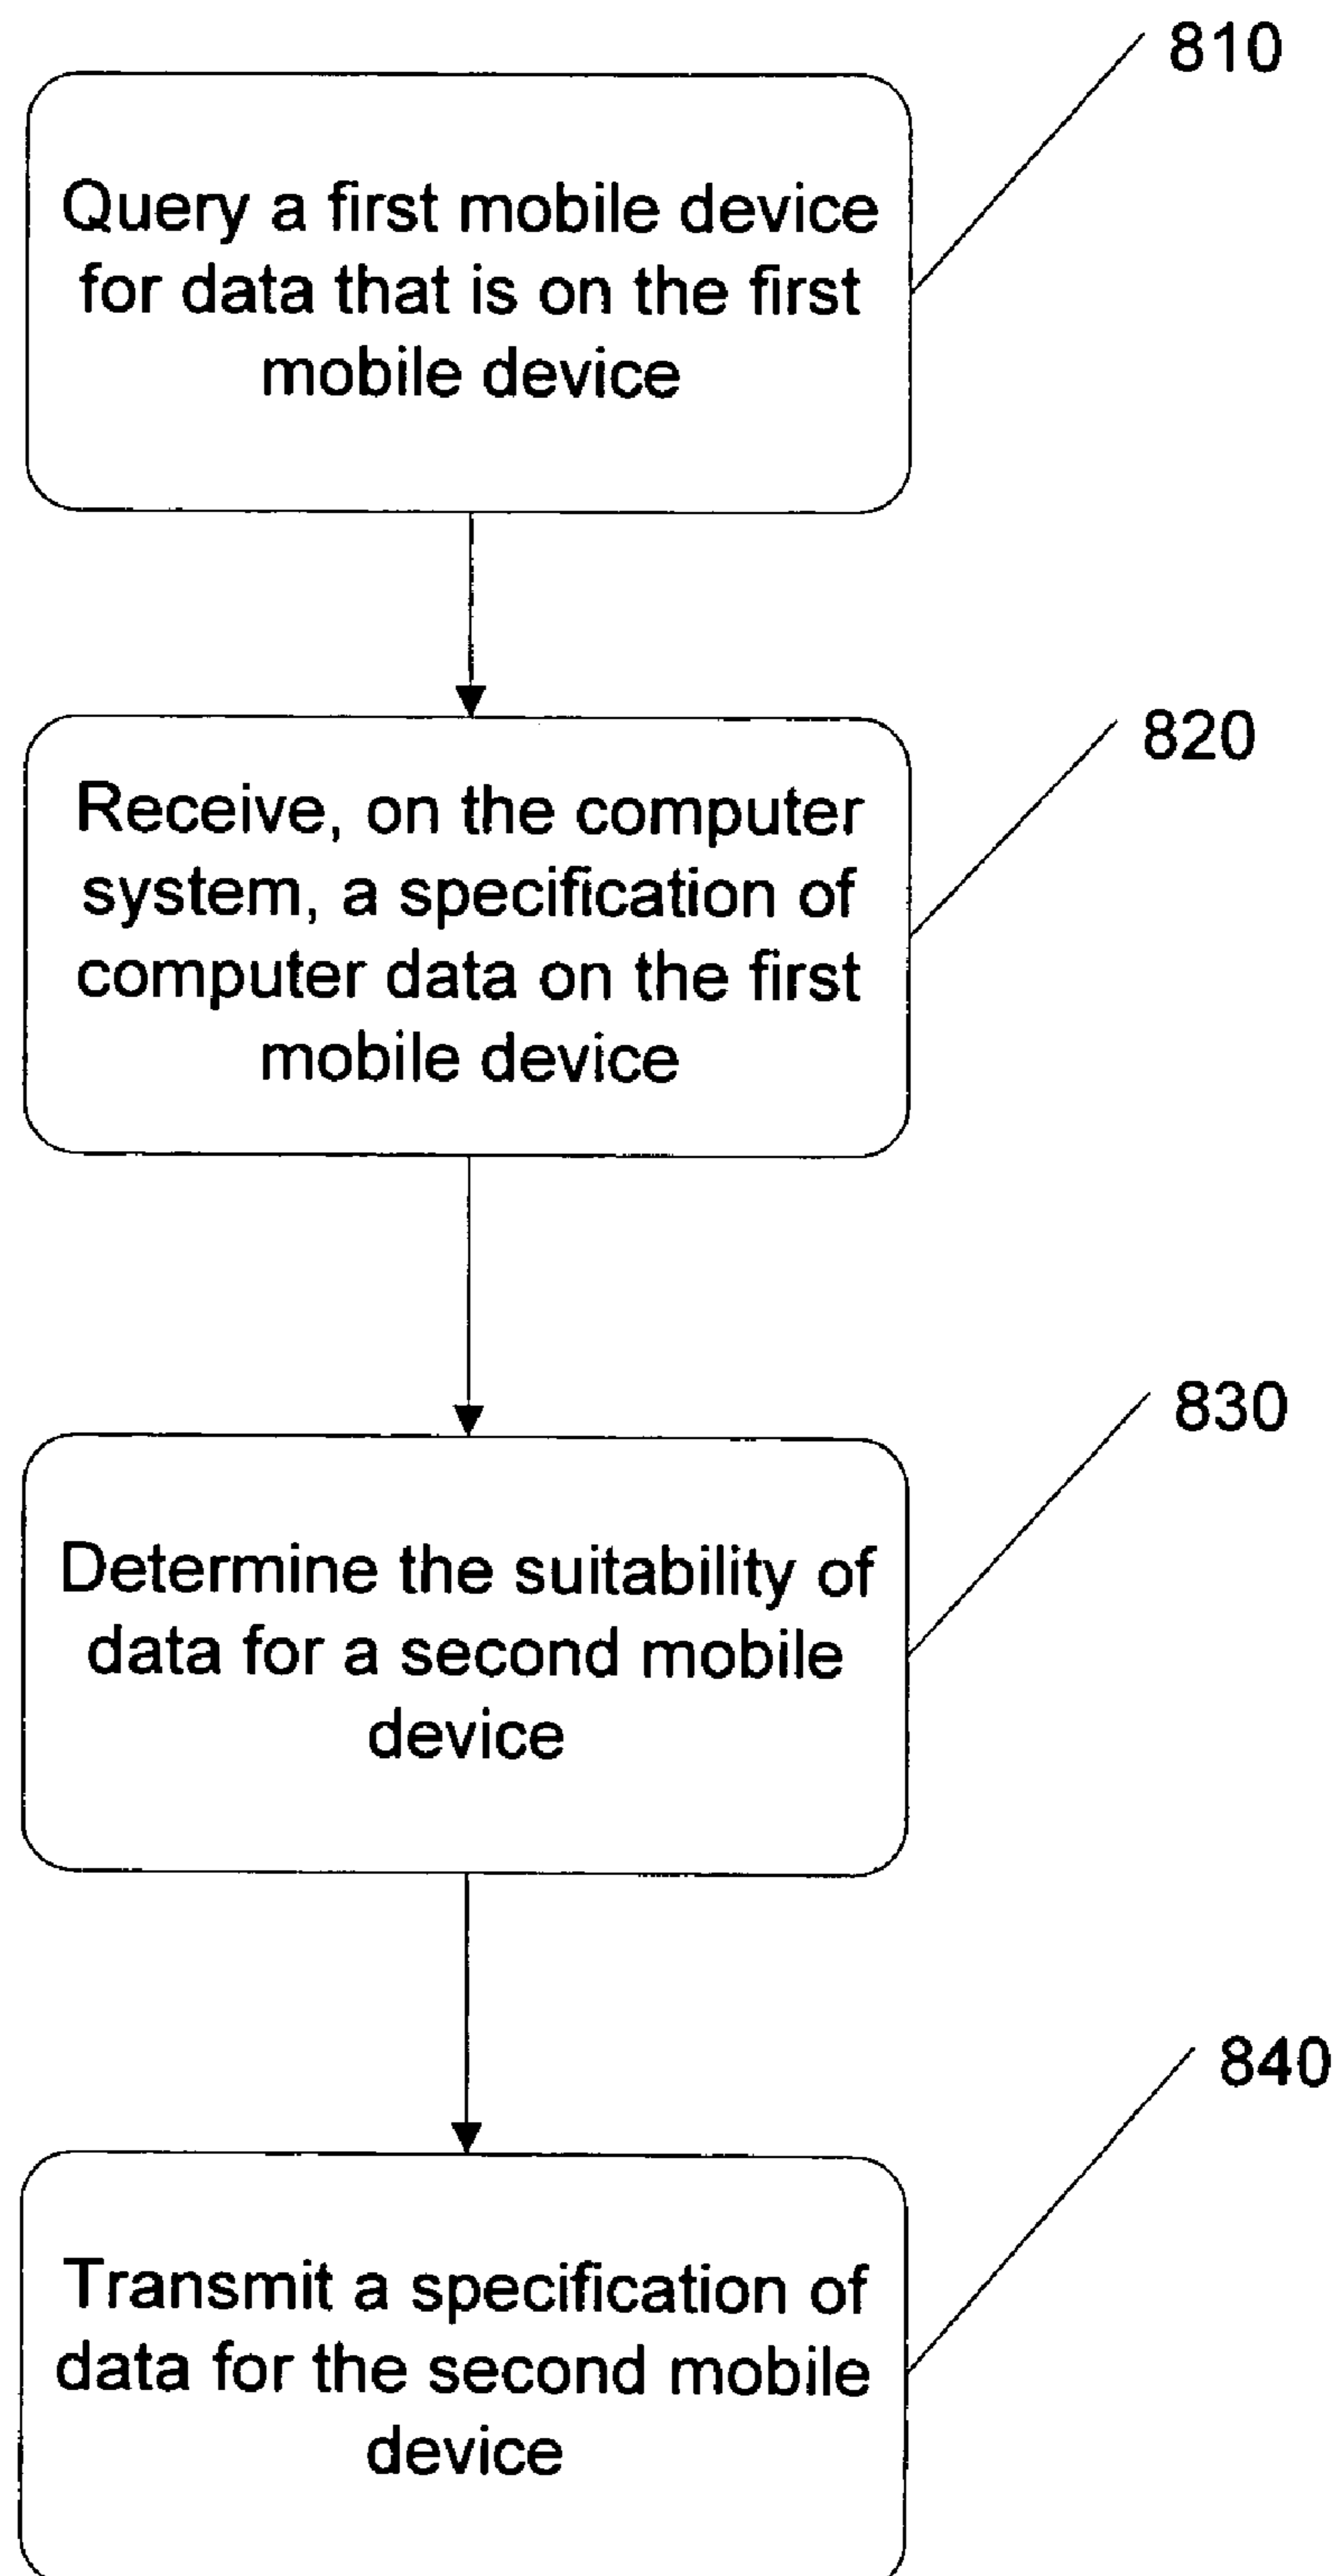 810
Query a first mobile device
for data that is on the first
mobile device
820
Receive, on the computer
system, a specification of
computer data on the first
mobile device
830
Determine the suitability of
data for a second mobile
device
840
Transmit a specification of
data for the second mobile
device